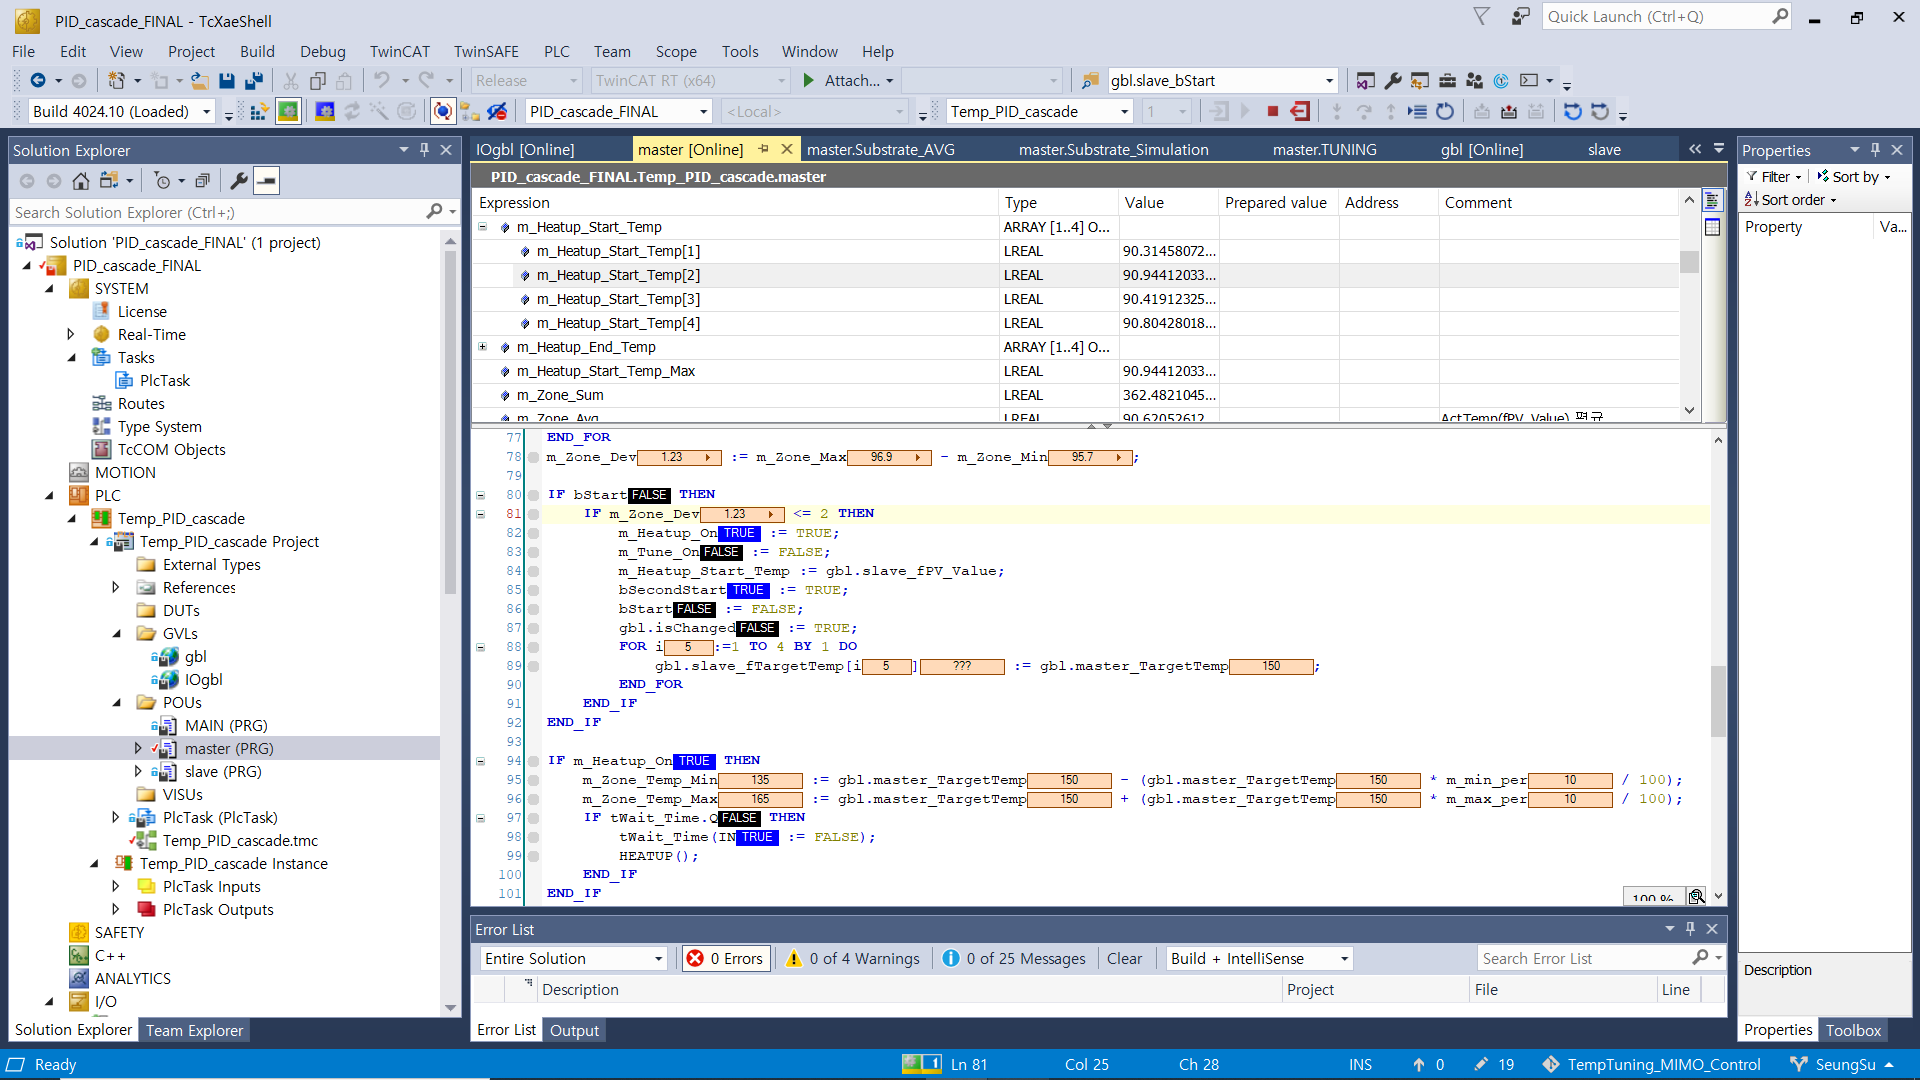 PID_cascade_FINAL - TcXaeShell
Quick Launch (Ctrl+Q)
File Edit View Project Build Debug TwinCAT TwinSAFE PLC Team Scope Tools Window Help
Release TwinCAT RT (x64) Attach... gbl.slave_bStart
Build 4024.10 (Loaded) PID_cascade_FINAL <Local> Temp_PID_cascade 1
Solution Explorer
Search Solution Explorer (Ctrl+;)
Solution 'PID_cascade_FINAL' (1 project)
PID_cascade_FINAL
SYSTEM
License
Real-Time
Tasks
PlcTask
Routes
Type System
TcCOM Objects
MOTION
PLC
Temp_PID_cascade
Temp_PID_cascade Project
External Types
References
DUTs
GVLs
gbl
IOgbl
POUs
MAIN (PRG)
master (PRG)
slave (PRG)
VISUs
PlcTask (PlcTask)
Temp_PID_cascade.tmc
Temp_PID_cascade Instance
PlcTask Inputs
PlcTask Outputs
SAFETY
C++
ANALYTICS
I/O
Solution Explorer Team Explorer
IOgbl [Online] master [Online] master.Substrate_AVG master.Substrate_Simulation master.TUNING gbl [Online] slave
PID_cascade_FINAL.Temp_PID_cascade.master
Expression Type Value Prepared value Address Comment
m_Heatup_Start_Temp ARRAY [1..4] O...
m_Heatup_Start_Temp[1] LREAL 90.31458072...
m_Heatup_Start_Temp[2] LREAL 90.94412033...
m_Heatup_Start_Temp[3] LREAL 90.41912325...
m_Heatup_Start_Temp[4] LREAL 90.80428018...
m_Heatup_End_Temp ARRAY [1..4] O...
m_Heatup_Start_Temp_Max LREAL 90.94412033...
m_Zone_Sum LREAL 362.4821045...
m_Zone_Avg LREAL 90.62052612... ActTemp(fPV_Value) 평균
77 END_FOR
78 m_Zone_Dev 1.23 := m_Zone_Max 96.9 - m_Zone_Min 95.7 ;
79
80 IF bStart FALSE THEN
81 IF m_Zone_Dev 1.23 <= 2 THEN
82 m_Heatup_On TRUE := TRUE;
83 m_Tune_On FALSE := FALSE;
84 m_Heatup_Start_Temp := gbl.slave_fPV_Value;
85 bSecondStart TRUE := TRUE;
86 bStart FALSE := FALSE;
87 gbl.isChanged FALSE := TRUE;
88 FOR i 5 :=1 TO 4 BY 1 DO
89 gbl.slave_fTargetTemp[i 5 ] ??? := gbl.master_TargetTemp 150 ;
90 END_FOR
91 END_IF
92 END_IF
93
94 IF m_Heatup_On TRUE THEN
95 m_Zone_Temp_Min 135 := gbl.master_TargetTemp 150 - (gbl.master_TargetTemp 150 * m_min_per 10 / 100);
96 m_Zone_Temp_Max 165 := gbl.master_TargetTemp 150 + (gbl.master_TargetTemp 150 * m_max_per 10 / 100);
97 IF tWait_Time.Q FALSE THEN
98 tWait_Time(IN TRUE := FALSE);
99 HEATUP();
100 END_IF
101 END_IF
100 %
Error List
Entire Solution 0 Errors 0 of 4 Warnings 0 of 25 Messages Clear Build + IntelliSense Search Error List
Description Project File Line
Error List Output
Properties
Filter Sort by
Sort order
Property Va...
Description
Properties Toolbox
Ready 1 Ln 81 Col 25 Ch 28 INS 0 19 TempTuning_MIMO_Control SeungSu